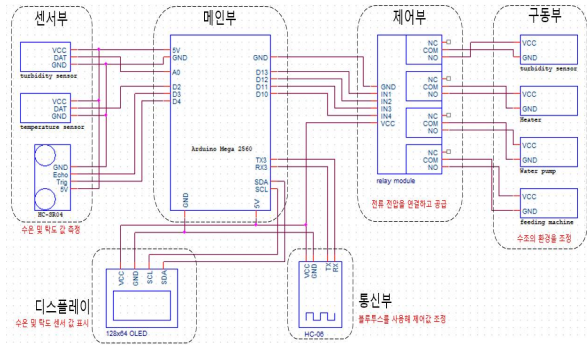 센서부
메인부
제어부
구동부
VCC
DAT
GND
turbidity sensor
VCC
DAT
GND
temperature sensor
GND
Echo
Trig
5V
HC-SR04
수온 및 탁도 값 측정
5V
GND
A0
D2
D3
D4
GND
D13
D12
D11
D10
Arduino Mega 2560
TX3
RX3
SDA
SCL
GND
5V
GND
IN1
IN2
IN3
IN4
VCC
NC
COM
NO
NC
COM
NO
NC
COM
NO
NC
COM
NO
relay module
전류 전압을 연결하고 공급
VCC
GND
turbidity sensor
VCC
GND
Heater
VCC
GND
Water pump
VCC
GND
feeding machine
수조의 환경을 조정
디스플레이
수온 및 탁도 센서 값 표시
VCC
GND
SCL
SDA
128x64 OLED
VCC
GND
TX
RX
HC-06
통신부
블루투스를 사용해 제어값 조정